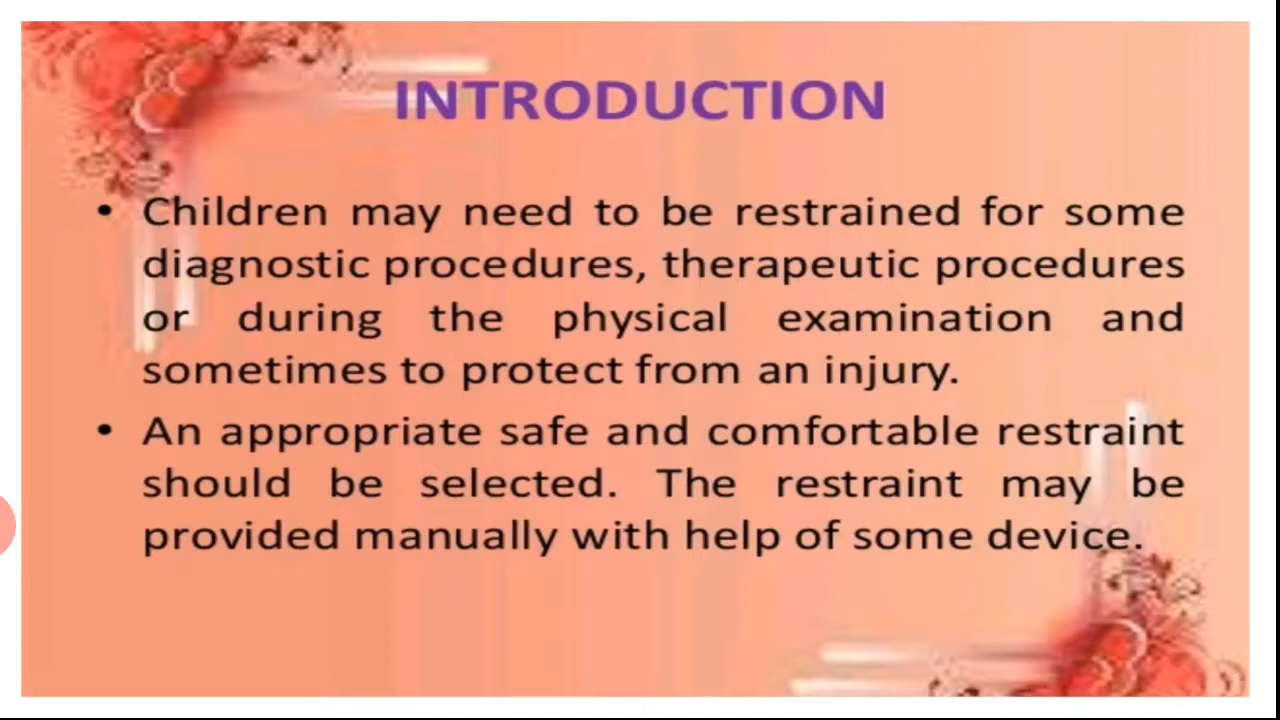 INTRODUCTION
• Children may need to be restrained for some
diagnostic procedures, therapeutic procedures
or during the physical examination and
sometimes to protect from an injury.
• An appropriate safe and comfortable restraint
should be selected. The restraint may be
provided manually with help of some device.